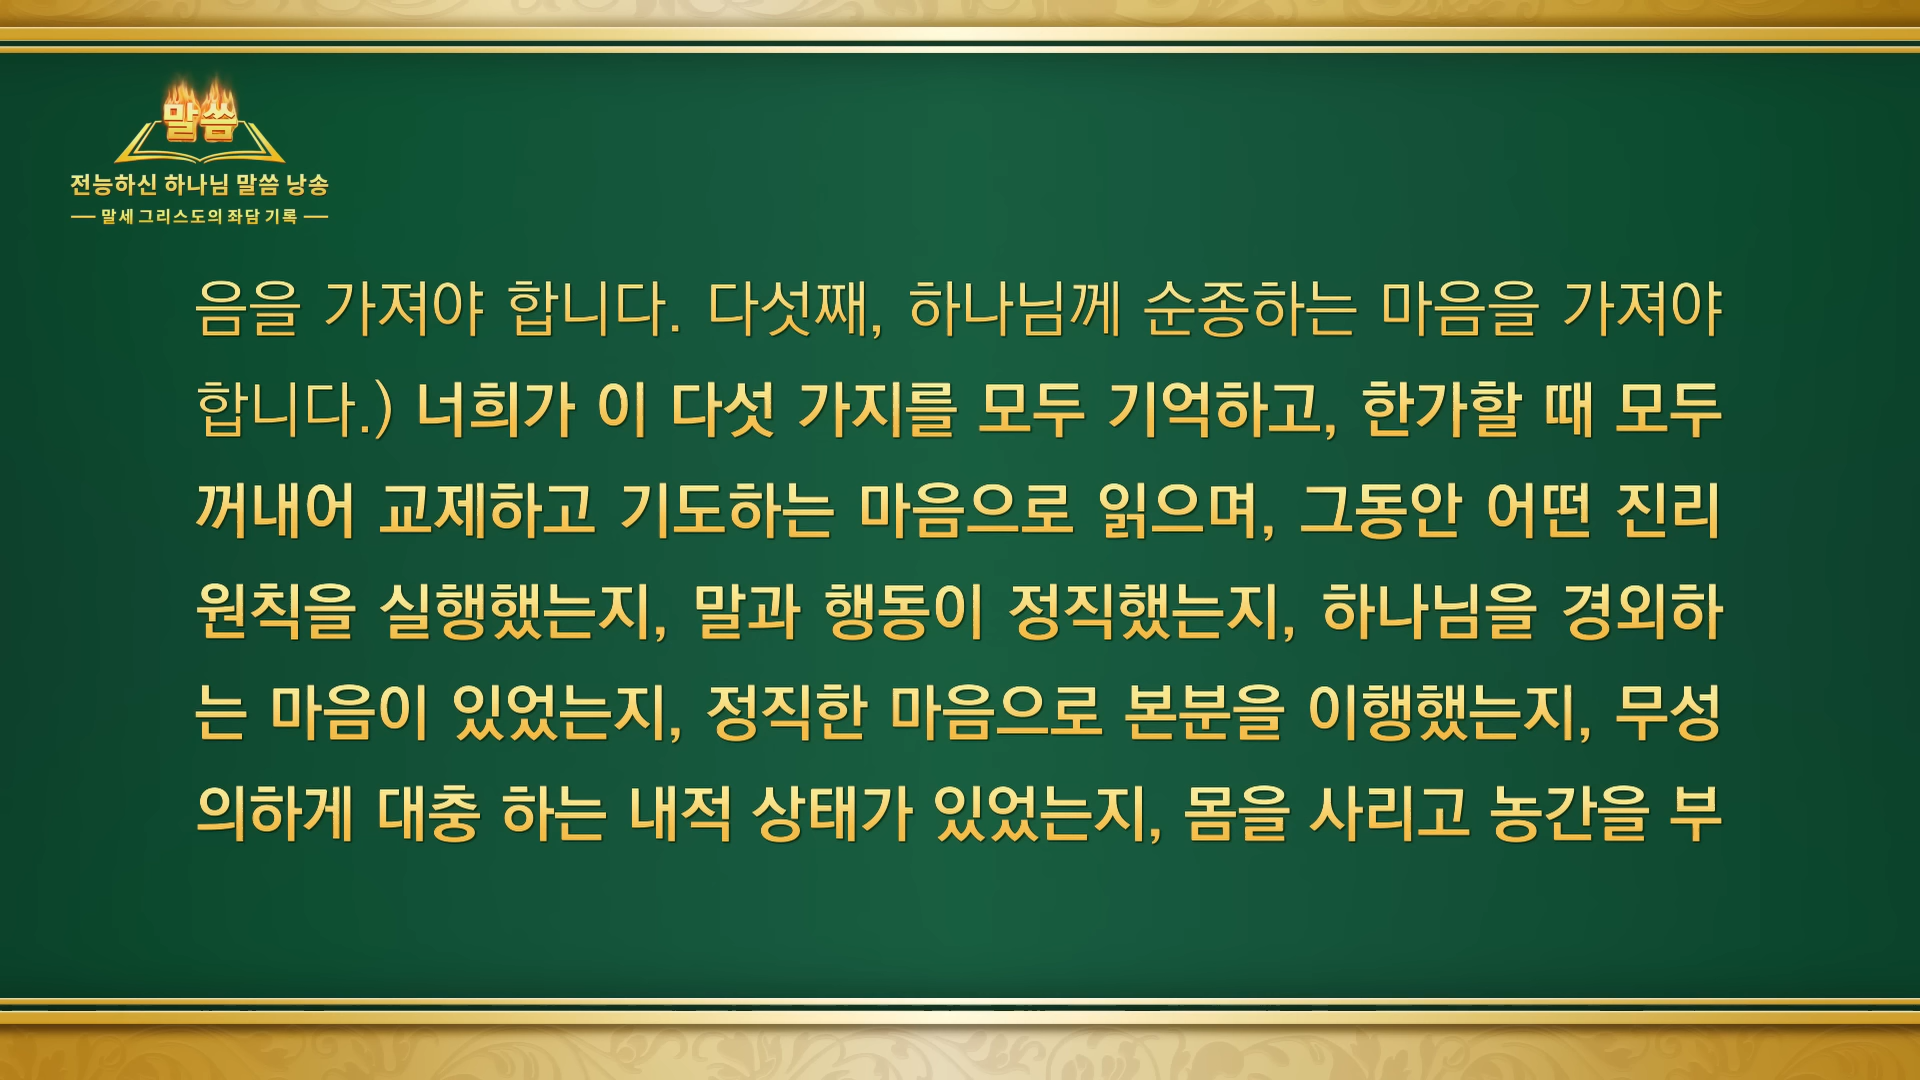 말씀
전능하신 하나님 말씀 낭송
말세 그리스도의 좌담 기록
음을 가져야 합니다. 다섯째, 하나님께 순종하는 마음을 가져야
합니다.) 너희가 이 다섯 가지를 모두 기억하고, 한가할 때 모두
꺼내어 교제하고 기도하는 마음으로 읽으며, 그동안 어떤 진리
원칙을 실행했는지, 말과 행동이 정직했는지, 하나님을 경외하
는 마음이 있었는지, 정직한 마음으로 본분을 이행했는지, 무성
의하게 대충 하는 내적 상태가 있었는지, 몸을 사리고 농간을 부